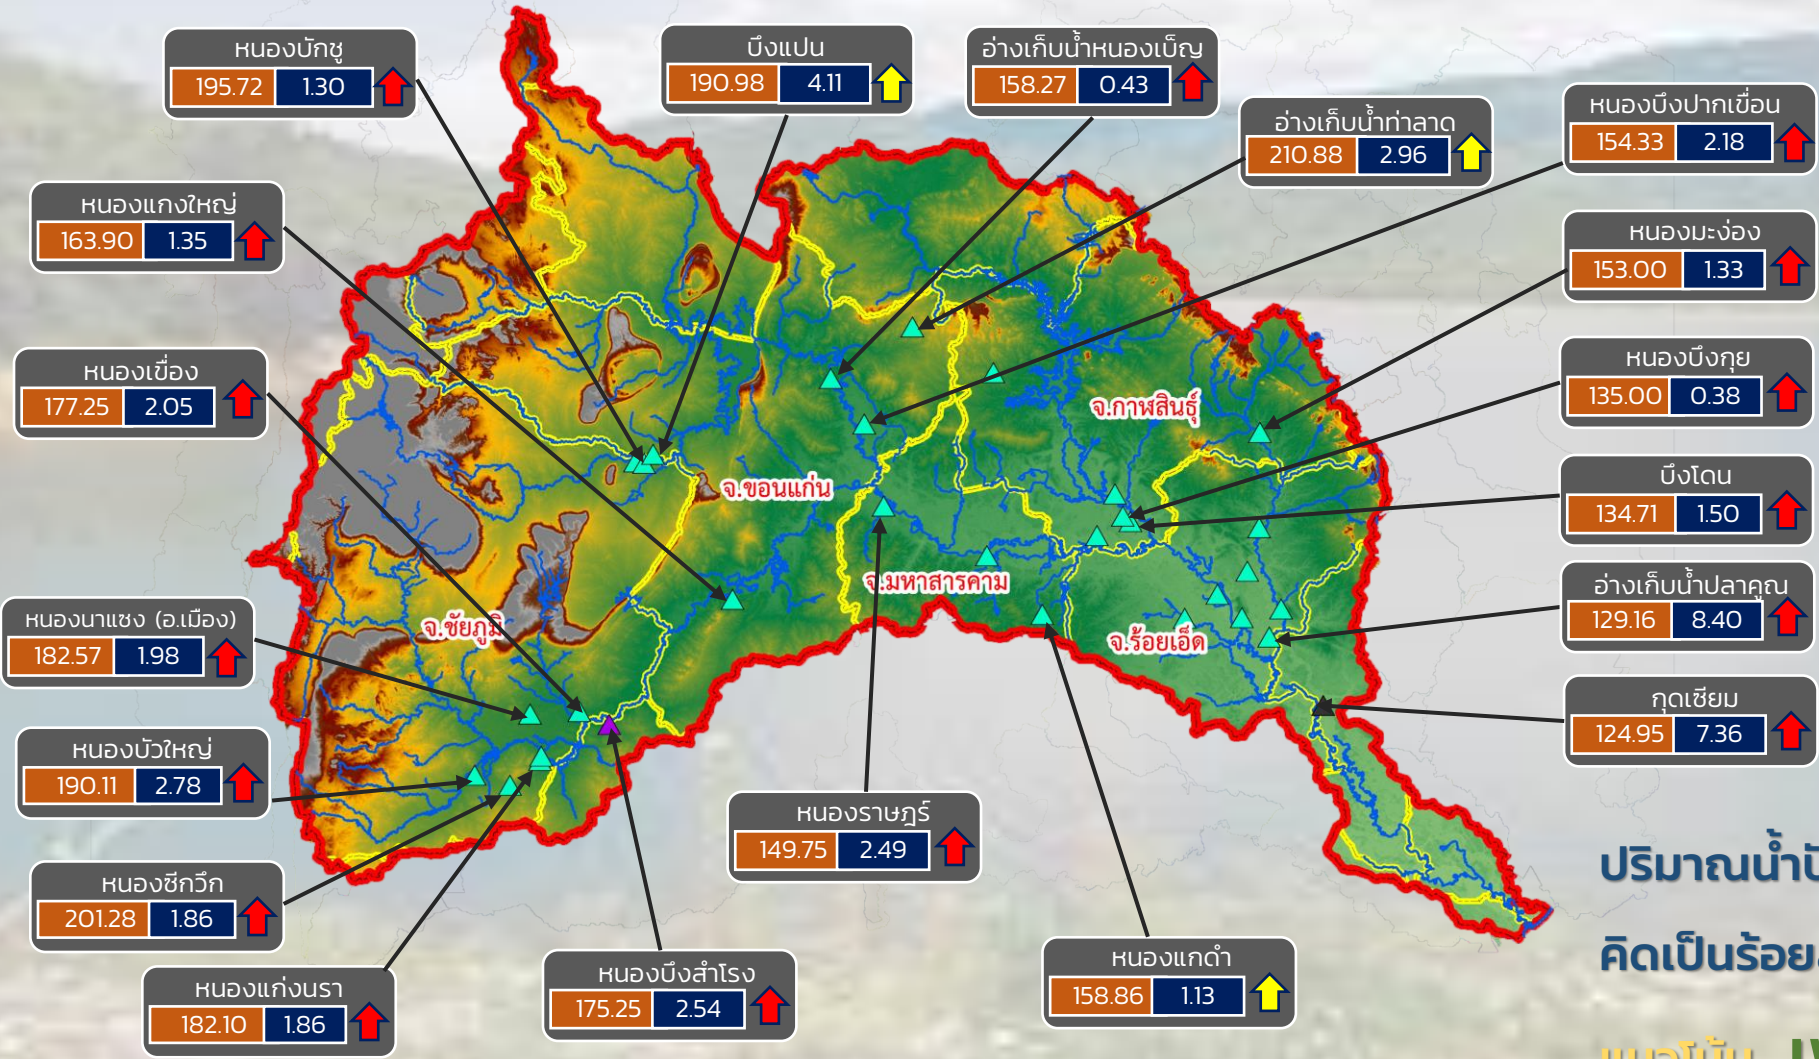 หนองบักซู
195.72 1.30
บึงแปน
190.98 4.11
อ่างเก็บน้ำหนองเบ็ญ
158.27 0.43
อ่างเก็บน้ำท่าลาด
210.88 2.96
หนองบึงปากเขื่อน
154.33 2.18
หนองแกงใหญ่
163.90 1.35
หนองมะง่อง
153.00 1.33
หนองเขื่อง
177.25 2.05
หนองบึงกุย
135.00 0.38
จ.กาฬสินธุ์
จ.ขอนแก่น
บึงโดน
134.71 1.50
จ.มหาสารคาม
อ่างเก็บน้ำปลาคูณ
129.16 8.40
หนองนาแซง (อ.เมือง)
182.57 1.98
จ.ชัยภูมิ
จ.ร้อยเอ็ด
กุดเซียม
124.95 7.36
หนองบัวใหญ่
190.11 2.78
หนองราษฎร์
149.75 2.49
หนองซีกวึก
201.28 1.86
หนองบึงสำโรง
175.25 2.54
หนองแกดำ
158.86 1.13
หนองแก่งนรา
182.10 1.86
ปริมาณน้ำ
คิดเป็นร้อย
แนวโน้ม